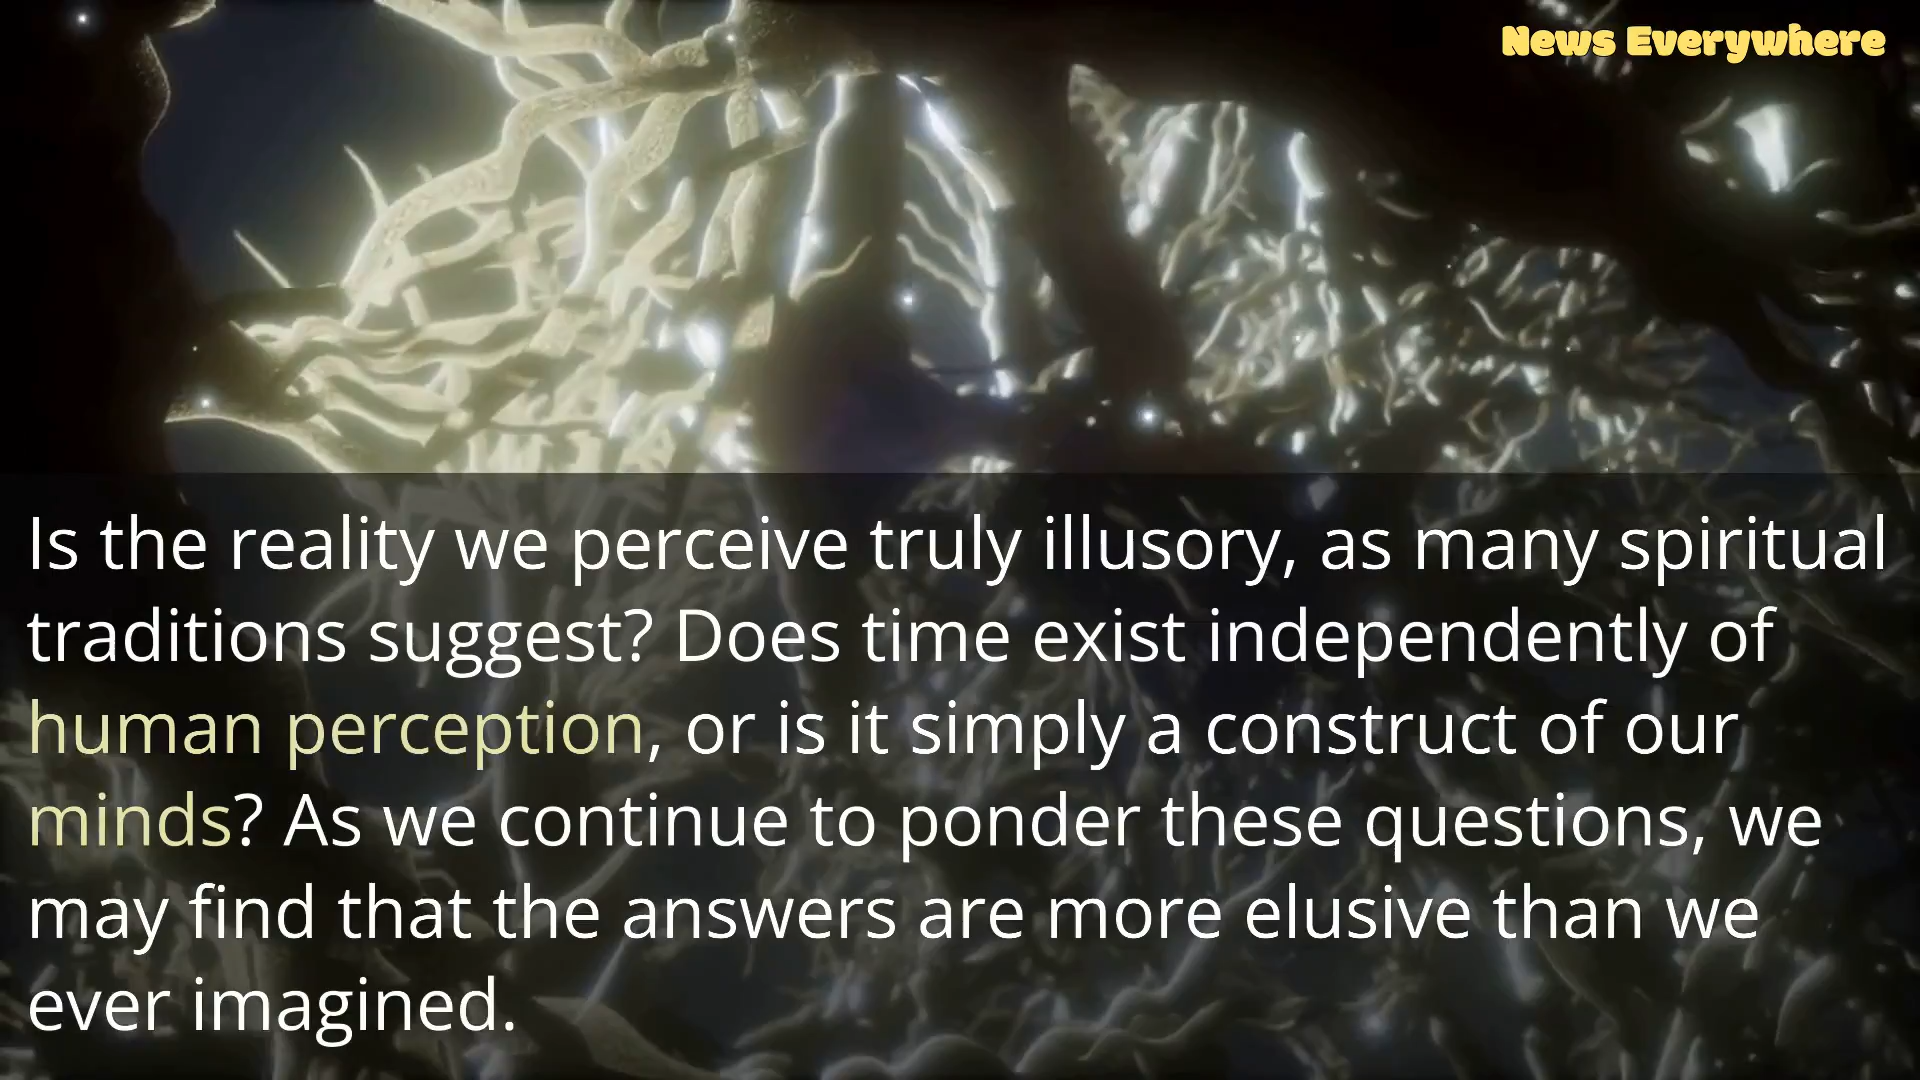 News Everywhere
Is the reality we perceive truly illusory, as many spiritual
traditions suggest? Does time exist independently of
human perception, or is it simply a construct of our
minds? As we continue to ponder these questions, we
may find that the answers are more elusive than we
ever imagined.